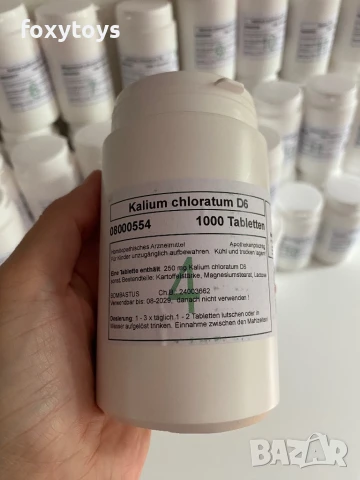 foxytoys
Kalium chloratum D6
08000554 1000 Tabletten
Homöopathisches Arzneimittel Apothekenpflichtig
Für Kinder unzugänglich aufbewahren. Kühl und trocken lagern
Eine Tablette enthält: 250 mg Kalium chloratum D6
sonst. Bestandteile: Kartoffelstärke, Magnesiumstearat, Lactose
4
BOMBASTUS Ch.B.: 24003662
Verwendbar bis: 08-2029, danach nicht verwenden !
Dosierung: 1 - 3 x täglich 1 - 2 Tabletten lutschen oder in
Wasser aufgelöst trinken. Einnahme zwischen den Mahlzeiten
BAZAR